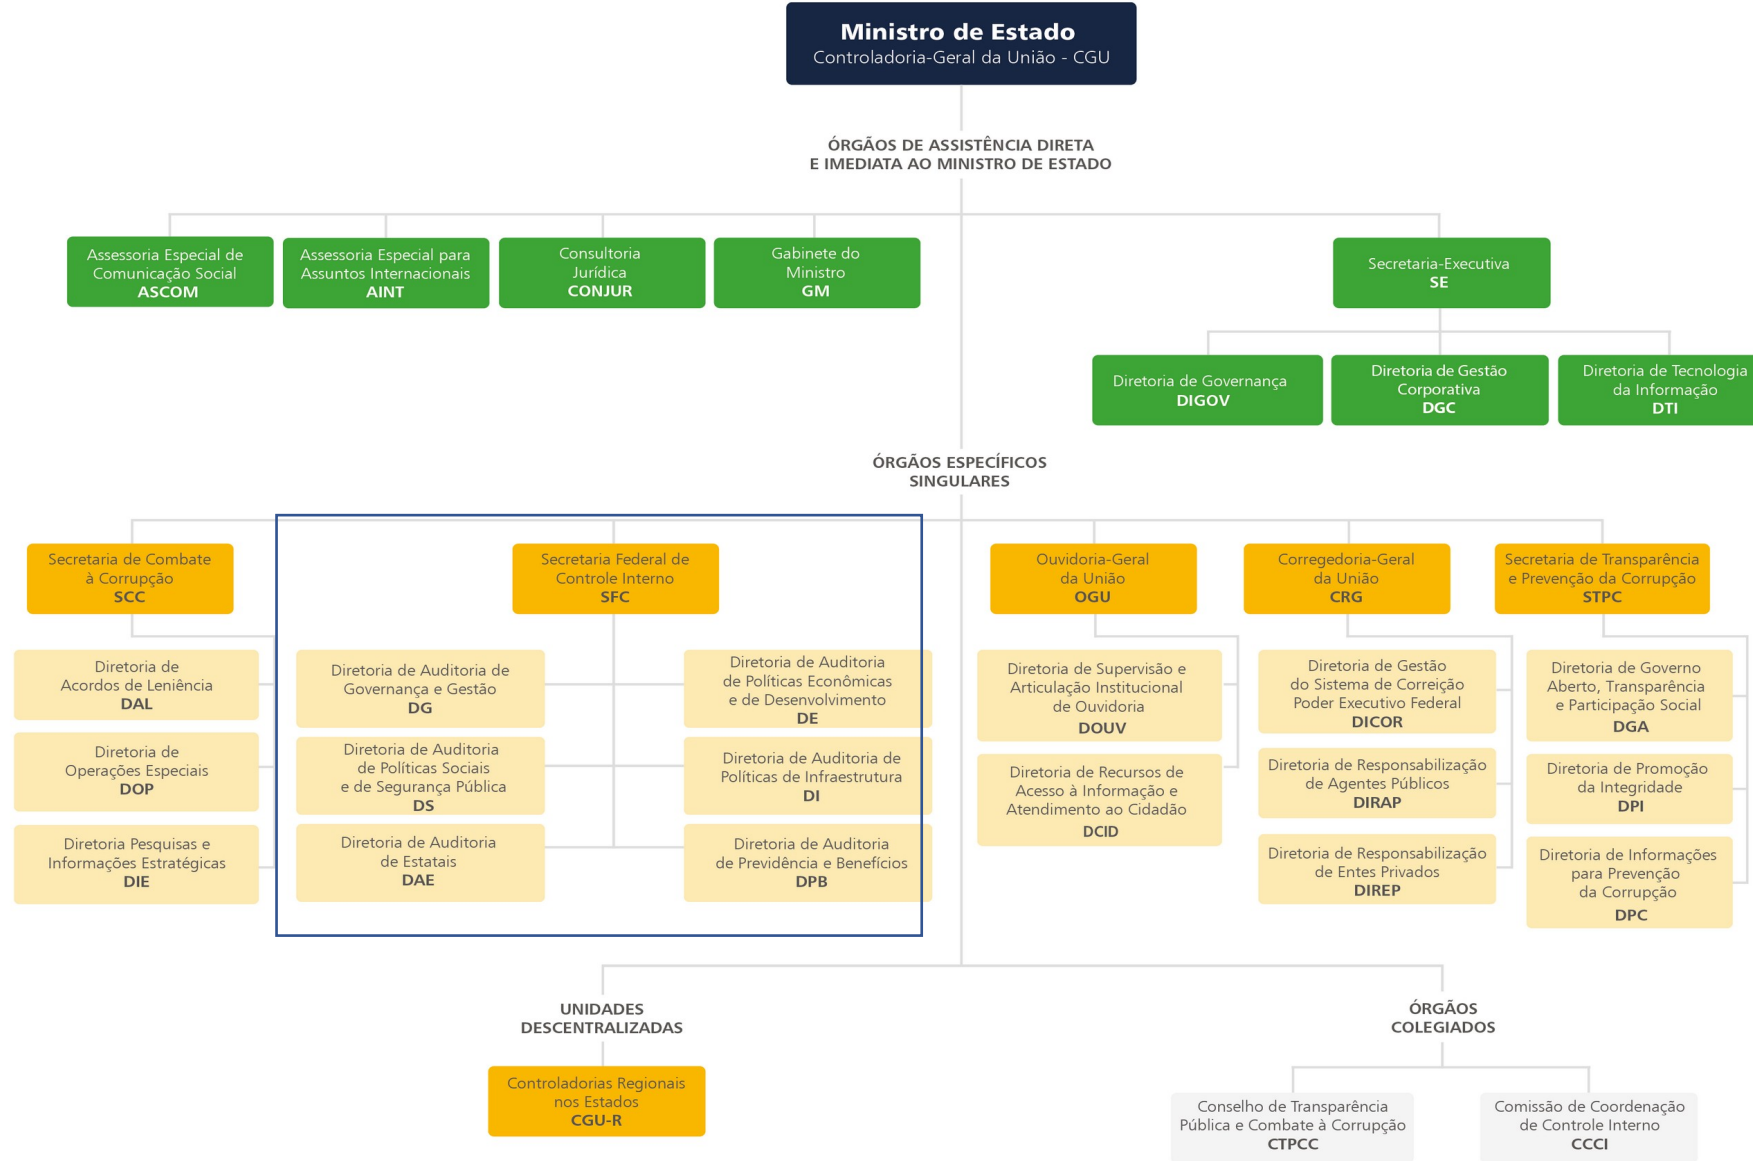 Ministro de Estado
Controladoria-Geral da União - CGU
ÓRGÃOS DE ASSISTÊNCIA DIRETA
E IMEDIATA AO MINISTRO DE ESTADO
Assessoria Especial de
Comunicação Social
ASCOM
Assessoria Especial para
Assuntos Internacionais
AINT
Consultoria
Jurídica
CONJUR
Gabinete do
Ministro
GM
Secretaria-Executiva
SE
Diretoria de Governança
DIGOV
Diretoria de Gestão
Corporativa
DGC
Diretoria de Tecnologia
da Informação
DTI
ÓRGÃOS ESPECÍFICOS
SINGULARES
Secretaria de Combate
à Corrupção
SCC
Diretoria de
Acordos de Leniência
DAL
Diretoria de
Operações Especiais
DOP
Diretoria Pesquisas e
Informações Estratégicas
DIE
Secretaria Federal de
Controle Interno
SFC
Diretoria de Auditoria de
Governança e Gestão
DG
Diretoria de Auditoria
de Políticas Sociais
e de Segurança Pública
DS
Diretoria de Auditoria
de Estatais
DAE
Diretoria de Auditoria
de Políticas Econômicas
e de Desenvolvimento
DE
Diretoria de Auditoria de
Políticas de Infraestrutura
DI
Diretoria de Auditoria
de Previdência e Benefícios
DPB
Ouvidoria-Geral
da União
OGU
Diretoria de Supervisão e
Articulação Institucional
de Ouvidoria
DOUV
Diretoria de Recursos de
Acesso à Informação e
Atendimento ao Cidadão
DCID
Corregedoria-Geral
da União
CRG
Diretoria de Gestão
do Sistema de Correição
Poder Executivo Federal
DICOR
Diretoria de Responsabilização
de Agentes Públicos
DIRAP
Diretoria de Responsabilização
de Entes Privados
DIREP
Secretaria de Transparência
e Prevenção da Corrupção
STPC
Diretoria de Governo
Aberto, Transparência
e Participação Social
DGA
Diretoria de Promoção
da Integridade
DPI
Diretoria de Informações
para Prevenção
da Corrupção
DPC
UNIDADES
DESCENTRALIZADAS
Controladorias Regionais
nos Estados
CGU-R
ÓRGÃOS
COLEGIADOS
Conselho de Transparência
Pública e Combate à Corrupção
CTPCC
Comissão de Coordenação
de Controle Interno
CCCI